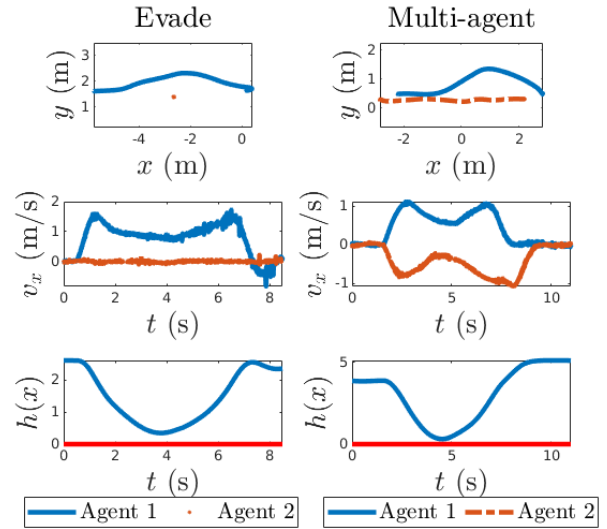 Evade Multi-agent
y (m) 3 2 1 y (m) 2 1 0
-4 -2 0 -2 0 2
x (m) x (m)
v_x (m/s) 2 1 0 v_x (m/s) 1 0 -1
0 2 4 6 8 0 5 10
t (s) t (s)
h(x) 2 1 0 h(x) 5 0
0 2 4 6 8 0 5 10
t (s) t (s)
Agent 1 Agent 2 Agent 1 Agent 2